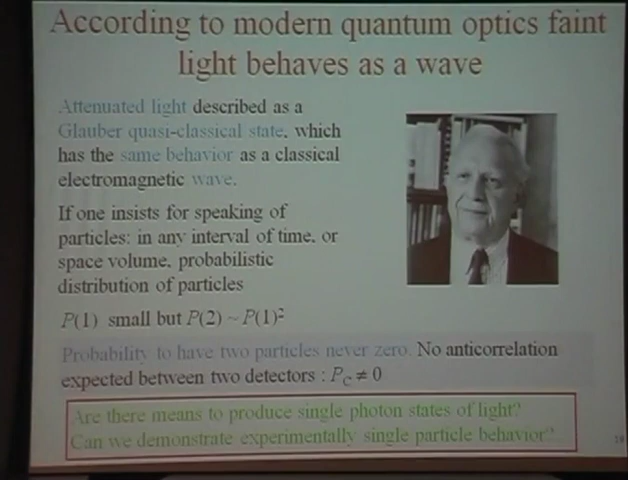 According to modern quantum optics faint
light behaves as a wave
Attenuated light described as a
Glauber quasi-classical state, which
has the same behavior as a classical
electromagnetic wave.
If one insists for speaking of
particles: in any interval of time, or
space volume, probabilistic
distribution of particles
P(1) small but P(2) ~ P(1)²
Probability to have two particles never zero. No anticorrelation
expected between two detectors : P_C ≠ 0
Are there means to produce single photon states of light?
Can we demonstrate experimentally single particle behavior?